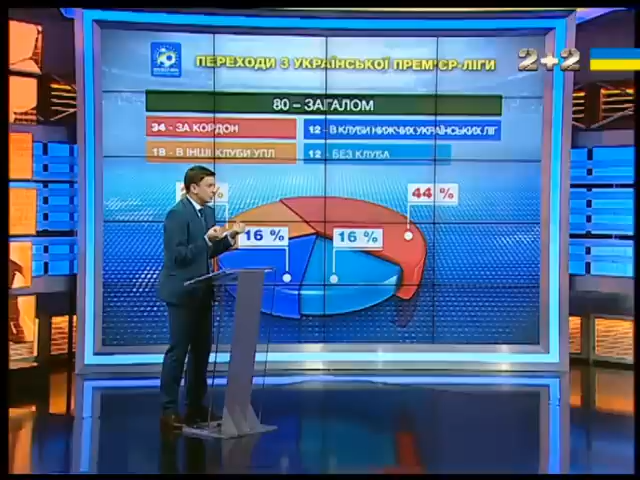 ПЕРЕХОДИ З УКРАЇНСЬКОЇ ПРЕМ'ЄР-ЛІГИ
2+2
80 – ЗАГАЛОМ
34 - ЗА КОРДОН
12 - В КЛУБИ НИЖЧИХ УКРАЇНСЬКИХ ЛІГ
18 - В ІНШІ КЛУБИ УПЛ
12 - БЕЗ КЛУБА
%
44 %
16 %
16 %